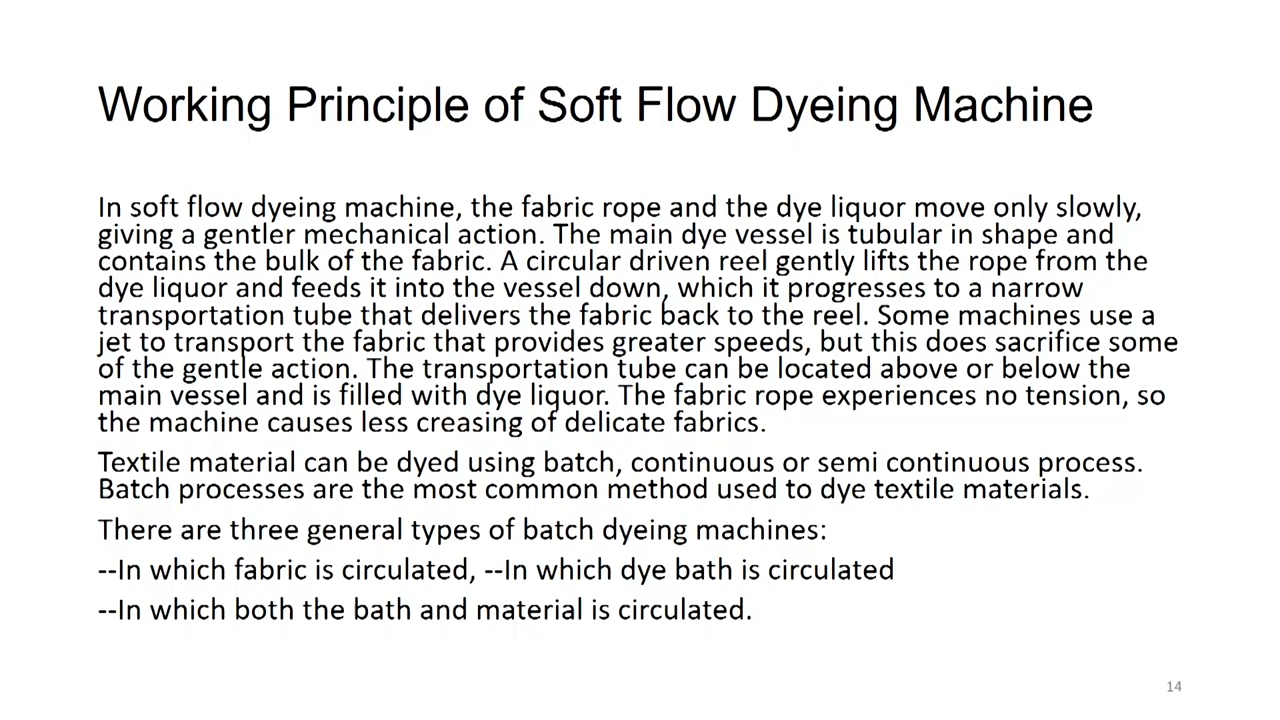 Working Principle of Soft Flow Dyeing Machine
In soft flow dyeing machine, the fabric rope and the dye liquor move only slowly,
giving a gentler mechanical action. The main dye vessel is tubular in shape and
contains the bulk of the fabric. A circular driven reel gently lifts the rope from the
dye liquor and feeds it into the vessel down, which it progresses to a narrow
transportation tube that delivers the fabric back to the reel. Some machines use a
jet to transport the fabric that provides greater speeds, but this does sacrifice some
of the gentle action. The transportation tube can be located above or below the
main vessel and is filled with dye liquor. The fabric rope experiences no tension, so
the machine causes less creasing of delicate fabrics.
Textile material can be dyed using batch, continuous or semi continuous process.
Batch processes are the most common method used to dye textile materials.
There are three general types of batch dyeing machines:
--In which fabric is circulated, --In which dye bath is circulated
--In which both the bath and material is circulated.
14